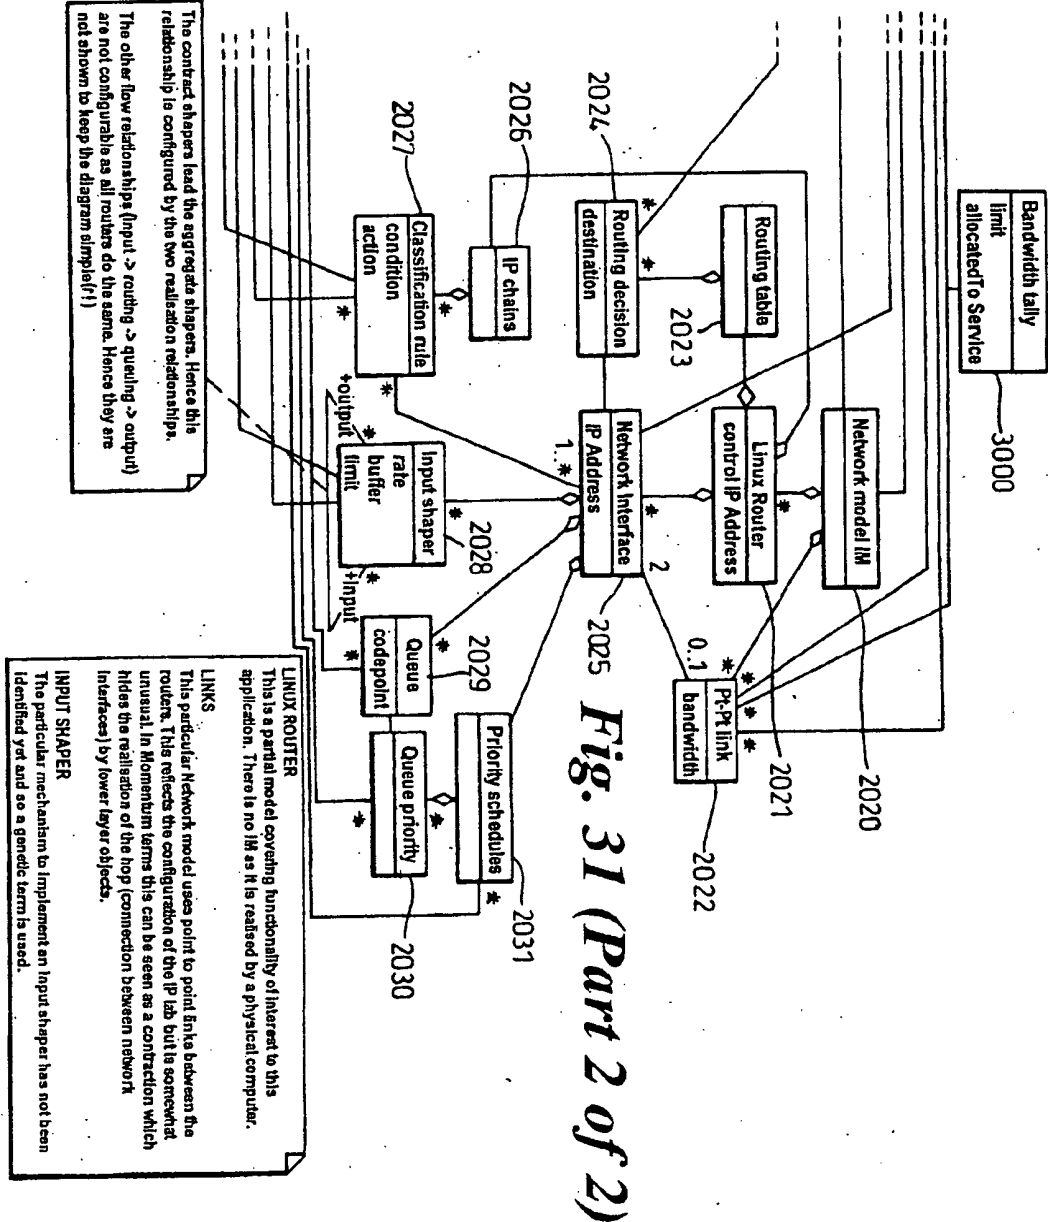 Bandwidth tally
limit
allocatedTo Service
3000
Network model IM
2020
Linux Router
control IP Address
2021
Pt-Pt link
bandwidth
2022
*
*
*
*
0..1
2
*
*
Routing table
2023
Routing decision
destination
2024
*
*
Network Interface
IP Address
2025
1..*
IP chains
2026
Classification rule
condition
action
2027
*
*
*
Input shaper
rate
buffer
limit
2028
*
*
*
+output
+Input
Queue
codepoint
2029
*
*
Queue priority
2030
*
*
Priority schedules
2031
*
Fig. 31 (Part 2 of 2)
The contract shapers lead the aggregate shapers. Hence this
relationship is configured by the two realisation relationships.
The other flow relationships (input -> routing -> queuing -> output)
are not configurable as all routers do the same. Hence they are
not shown to keep the diagram simple(r!)
LINUX ROUTER
This is a partial model covering functionality of interest to this
application. There is no IM as it is realised by a physical computer.
LINKS
This particular Network model uses point to point links between the
routers. This reflects the configuration of the IP lab but is somewhat
unusual. In Momentum terms this can be seen as a contraction which
hides the realisation of the hop (connection between network
interfaces) by lower layer objects.
INPUT SHAPER
The particular mechanism to implement an Input shaper has not been
identified yet and so a genetic term is used.